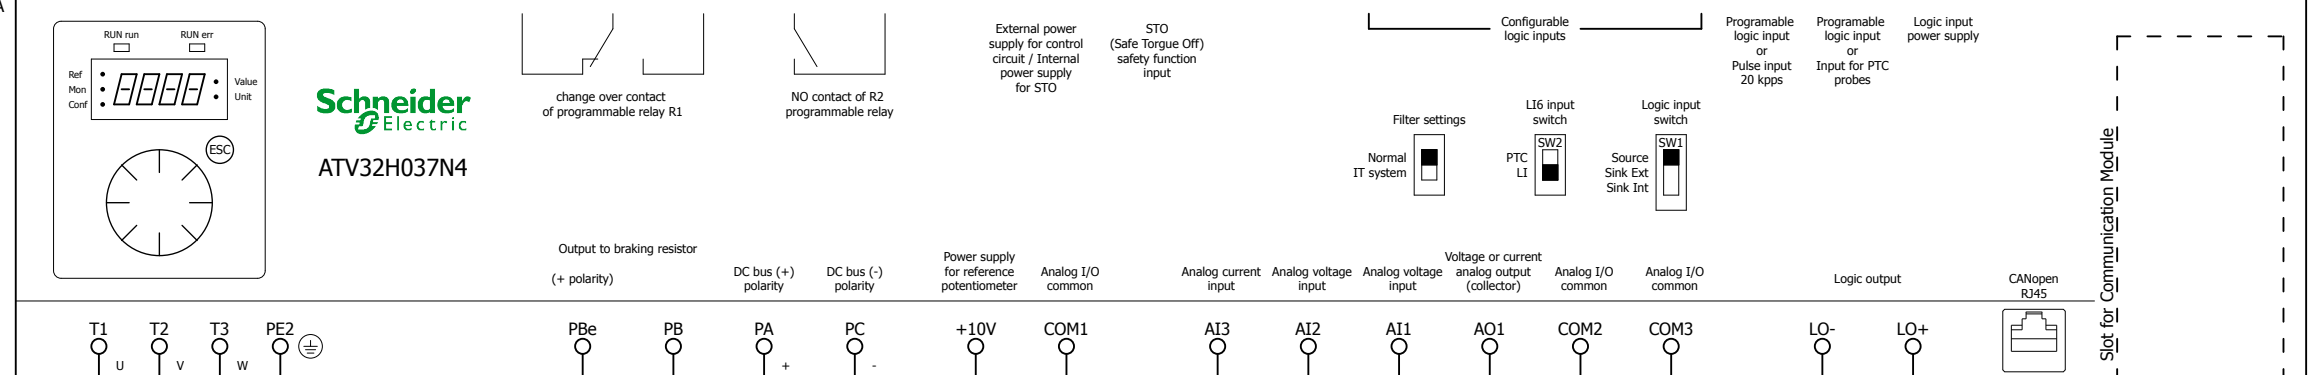 A
RUN run
RUN err
Ref
Mon
Conf
Value
Unit
ESC
Schneider
Electric
ATV32H037N4
change over contact
of programmable relay R1
NO contact of R2
programmable relay
External power
supply for control
circuit / Internal
power supply
for STO
STO
(Safe Torgue Off)
safety function
input
Configurable
logic inputs
Programable
logic input
or
Pulse input
20 kpps
Programable
logic input
or
Input for PTC
probes
Logic input
power supply
Filter settings
Normal
IT system
LI6 input
switch
SW2
PTC
LI
Logic input
switch
SW1
Source
Sink Ext
Sink Int
Slot for Communication Module
Output to braking resistor
(+ polarity)
DC bus (+)
polarity
DC bus (-)
polarity
Power supply
for reference
potentiometer
Analog I/O
common
Analog current
input
Analog voltage
input
Analog voltage
input
Voltage or current
analog output
(collector)
Analog I/O
common
Analog I/O
common
Logic output
CANopen
RJ45
T1
T2
T3
PE2
PBe
PB
PA
PC
+10V
COM1
AI3
AI2
AI1
AO1
COM2
COM3
LO-
LO+
U
V
W
+
-